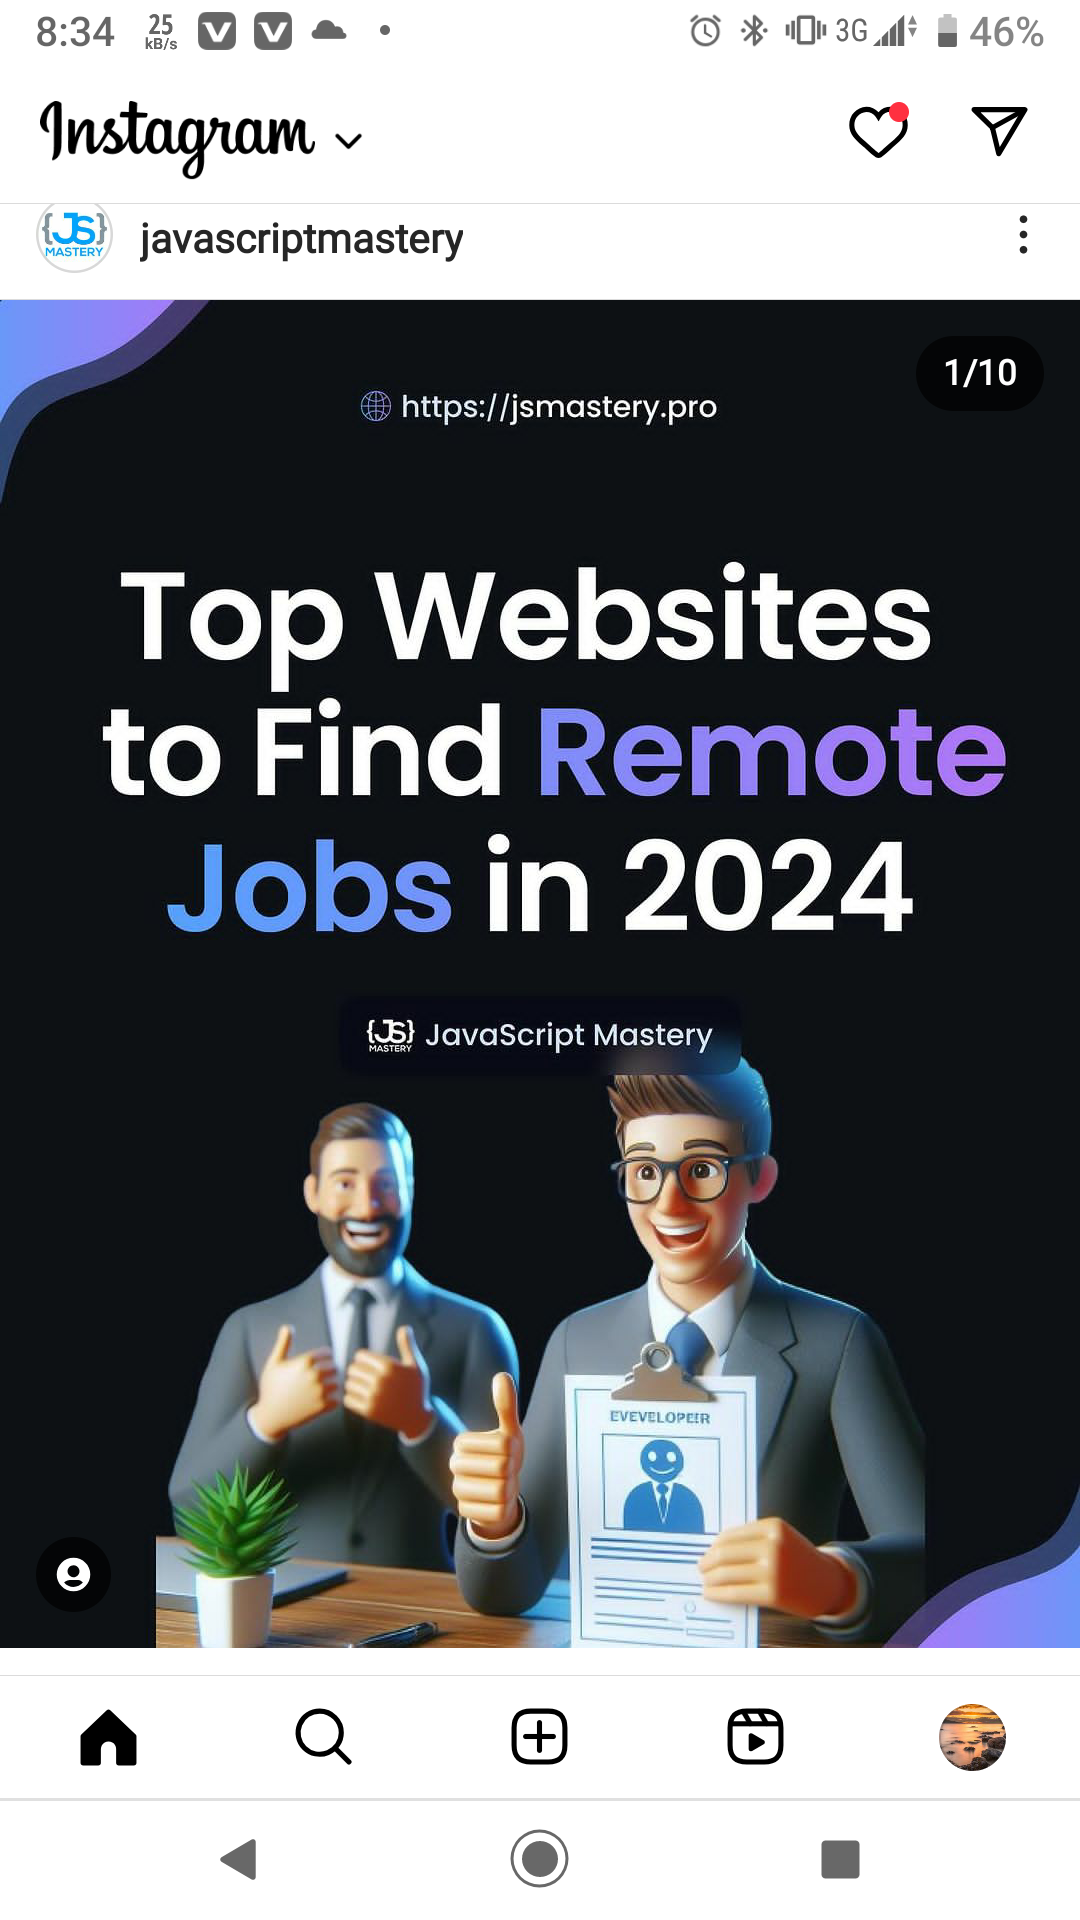 8:34 25 kB/s 3G 46%
Instagram
{JS} MASTERY javascriptmastery
1/10
https://jsmastery.pro
Top Websites
to Find Remote
Jobs in 2024
{JS} MASTERY JavaScript Mastery
EVEVELOPEIR